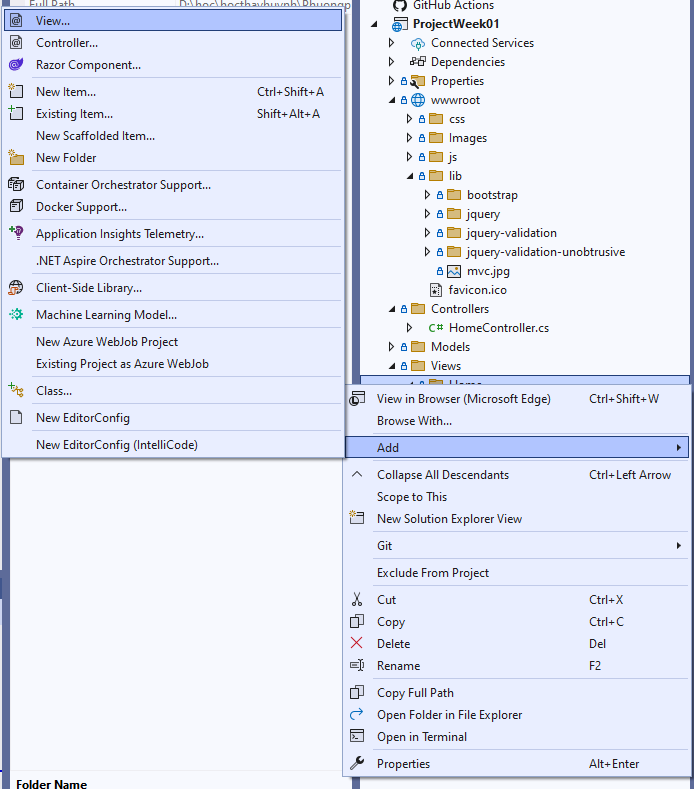 Full Path D:\hoc\hocthayhuynh\Phuongp
View...
Controller...
Razor Component...
New Item... Ctrl+Shift+A
Existing Item... Shift+Alt+A
New Scaffolded Item...
New Folder
Container Orchestrator Support...
Docker Support...
Application Insights Telemetry...
.NET Aspire Orchestrator Support...
Client-Side Library...
Machine Learning Model...
New Azure WebJob Project
Existing Project as Azure WebJob
Class...
New EditorConfig
New EditorConfig (IntelliCode)
Folder Name
GitHub Actions
ProjectWeek01
Connected Services
Dependencies
Properties
wwwroot
css
Images
js
lib
bootstrap
jquery
jquery-validation
jquery-validation-unobtrusive
mvc.jpg
favicon.ico
Controllers
C# HomeController.cs
Models
Views
Home
View in Browser (Microsoft Edge) Ctrl+Shift+W
Browse With...
Add
Collapse All Descendants Ctrl+Left Arrow
Scope to This
New Solution Explorer View
Git
Exclude From Project
Cut Ctrl+X
Copy Ctrl+C
Delete Del
Rename F2
Copy Full Path
Open Folder in File Explorer
Open in Terminal
Properties Alt+Enter